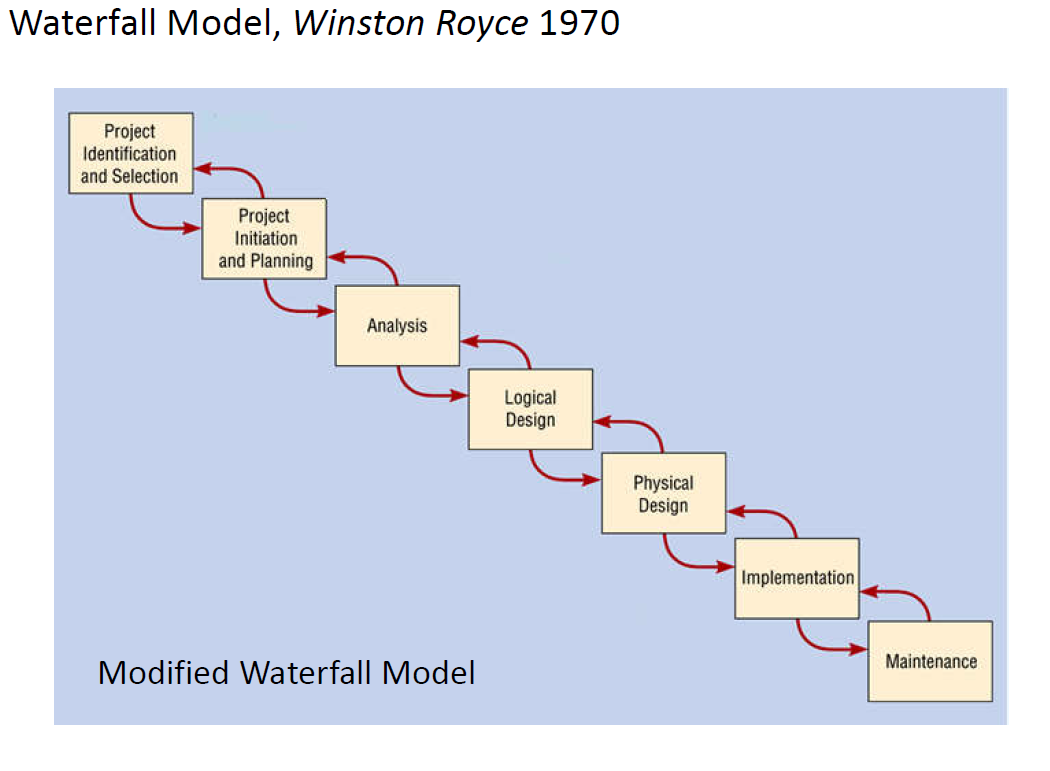 Waterfall Model, Winston Royce 1970
Project
Identification
and Selection
Project
Initiation
and Planning
Analysis
Logical
Design
Physical
Design
Implementation
Maintenance
Modified Waterfall Model